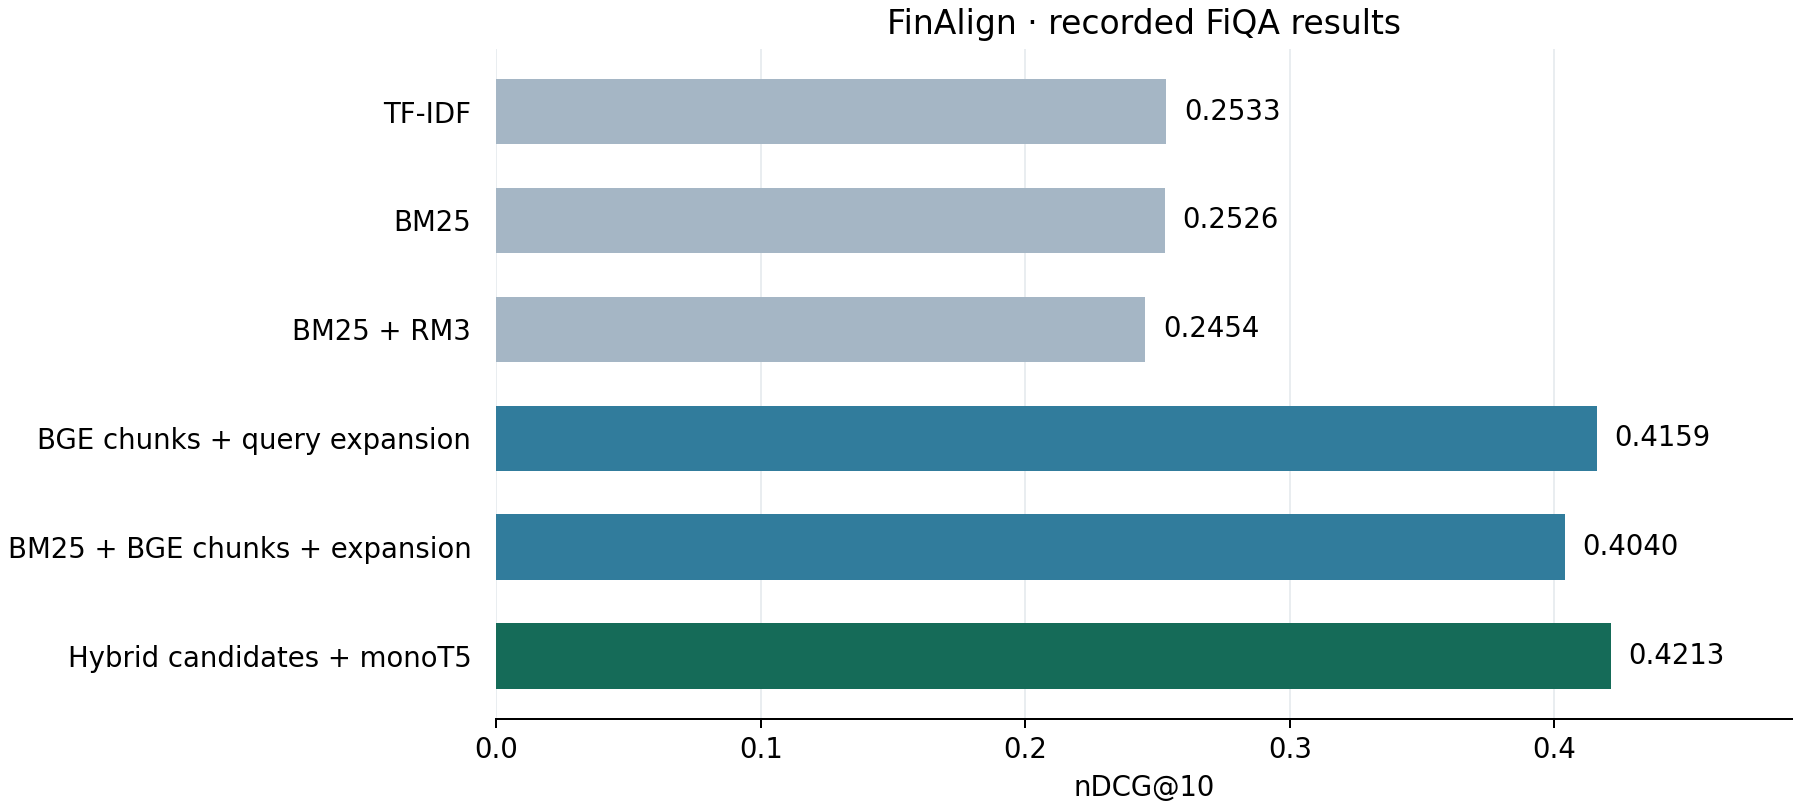 FinAlign · recorded FiQA results
TF-IDF
0.2533
BM25
0.2526
BM25 + RM3
0.2454
BGE chunks + query expansion
0.4159
BM25 + BGE chunks + expansion
0.4040
Hybrid candidates + monoT5
0.4213
0.0 0.1 0.2 0.3 0.4
nDCG@10